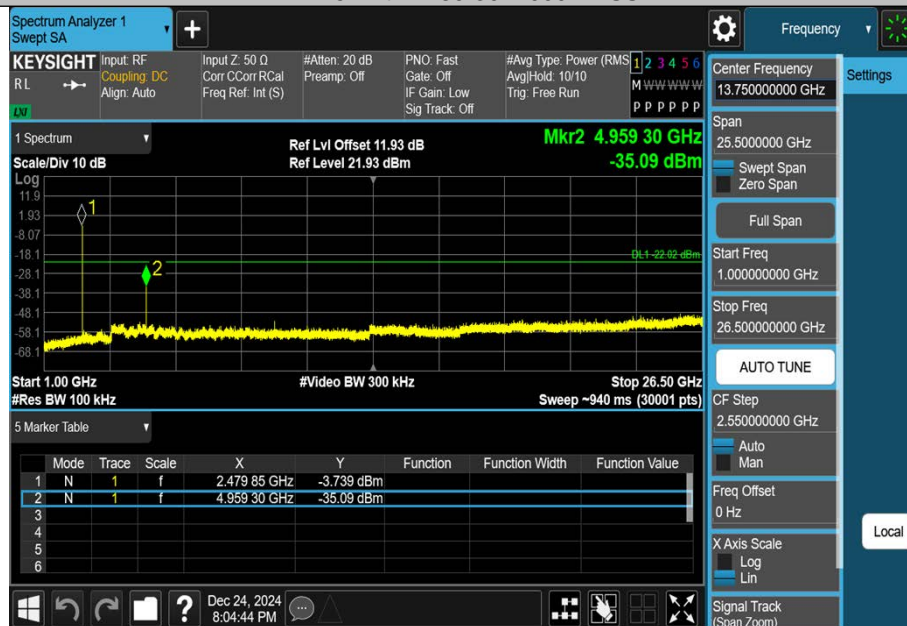 Spectrum Analyzer 1
Swept SA
+
Frequency
KEYSIGHT
RL
LXI
Input: RF
Coupling: DC
Align: Auto
Input Z: 50 Ω
Corr CCorr RCal
Freq Ref: Int (S)
#Atten: 20 dB
Preamp: Off
PNO: Fast
Gate: Off
IF Gain: Low
Sig Track: Off
#Avg Type: Power (RMS
Avg|Hold: 10/10
Trig: Free Run
1 2 3 4 5 6
M W W W W W
P P P P P P
1 Spectrum
Scale/Div 10 dB
Log
Ref Lvl Offset 11.93 dB
Ref Level 21.93 dBm
Mkr2 4.959 30 GHz
-35.09 dBm
11.9
1.93
-8.07
-18.1
-28.1
-38.1
-48.1
-58.1
-68.1
1
2
DL1 -22.02 dBm
Start 1.00 GHz
#Res BW 100 kHz
#Video BW 300 kHz
Stop 26.50 GHz
Sweep ~940 ms (30001 pts)
5 Marker Table
Mode Trace Scale X Y Function Function Width Function Value
1 N 1 f 2.479 85 GHz -3.739 dBm
2 N 1 f 4.959 30 GHz -35.09 dBm
3
4
5
6
?
Dec 24, 2024
8:04:44 PM
Center Frequency
13.750000000 GHz
Span
25.5000000 GHz
Swept Span
Zero Span
Full Span
Start Freq
1.000000000 GHz
Stop Freq
26.500000000 GHz
AUTO TUNE
CF Step
2.550000000 GHz
Auto
Man
Freq Offset
0 Hz
X Axis Scale
Log
Lin
Signal Track
(Span Zoom)
Settings
Local